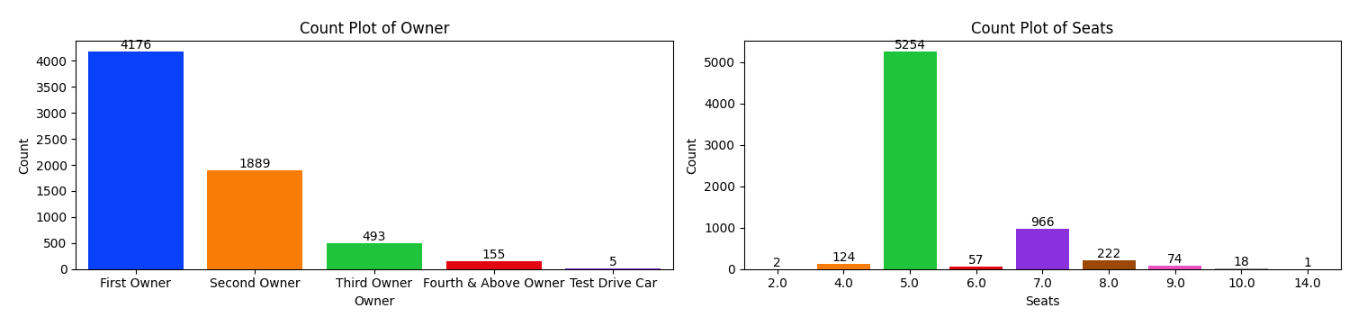 Count Plot of Owner
4176
1889
493
155
5
4000
3500
3000
2500
2000
1500
1000
500
0
Count
First Owner Second Owner Third Owner Fourth & Above Owner Test Drive Car
Owner
Count Plot of Seats
5254
2 124 57 966 222 74 18 1
5000
4000
3000
2000
1000
0
Count
2.0 4.0 5.0 6.0 7.0 8.0 9.0 10.0 14.0
Seats